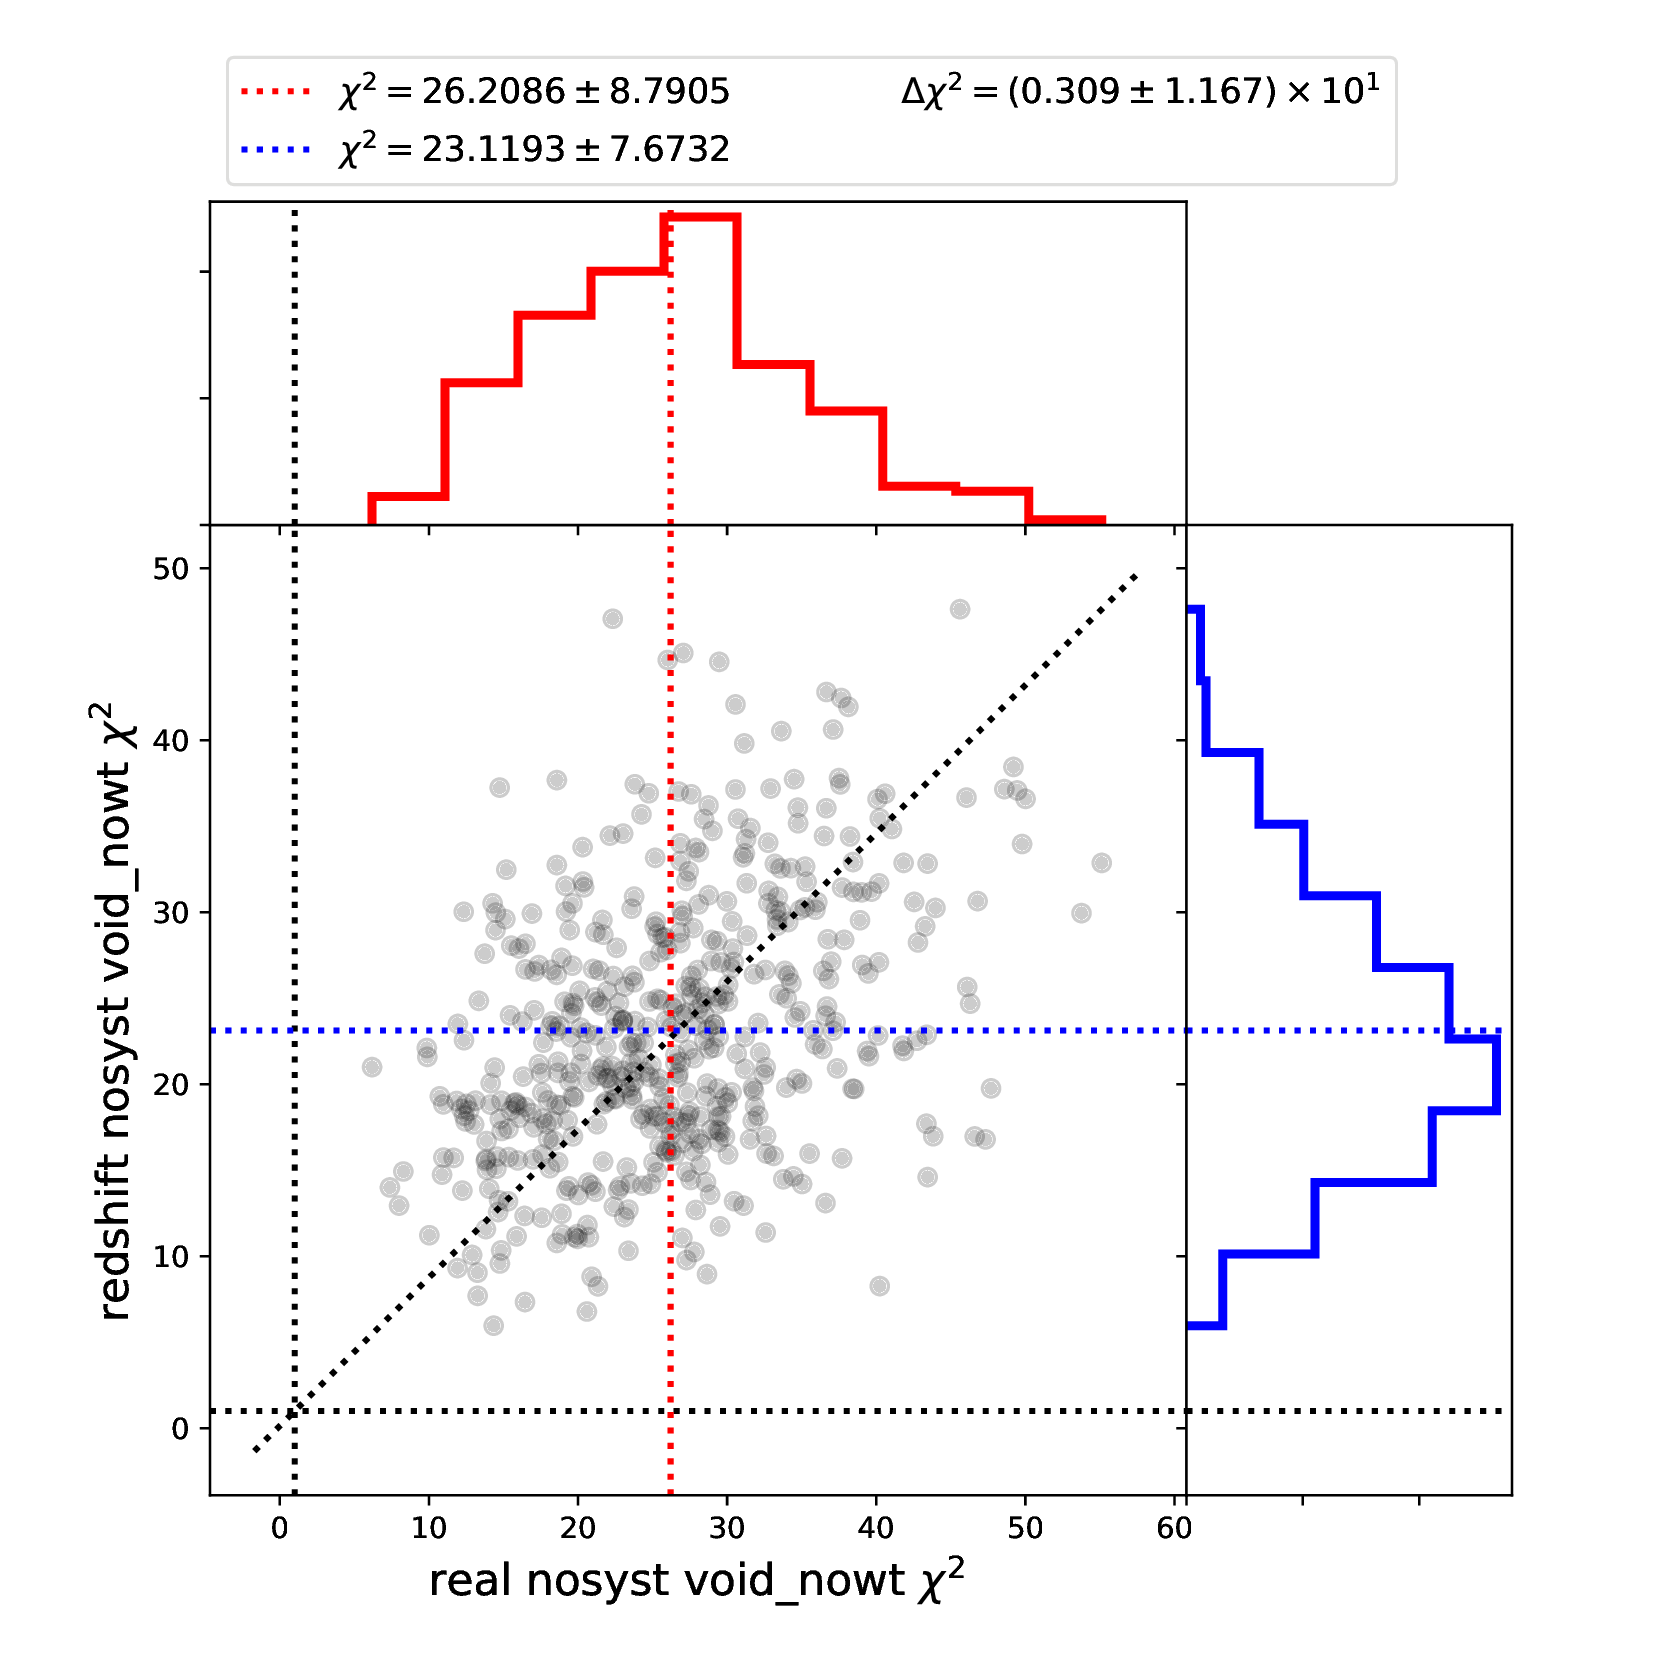 χ² = 26.2086 ± 8.7905
χ² = 23.1193 ± 7.6732
Δχ² = (0.309 ± 1.167) × 10¹
50
40
30
20
10
0
redshift nosyst void_nowt χ²
0 10 20 30 40 50 60
real nosyst void_nowt χ²